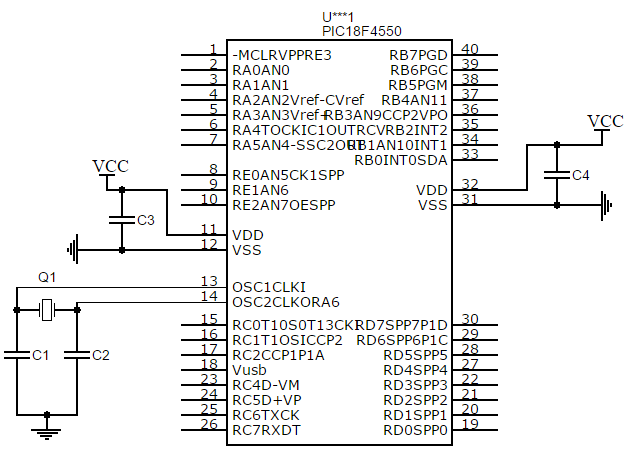 U***1
PIC18F4550
1 -MCLRVPPRE3 RB7PGD 40
2 RA0AN0 RB6PGC 39
3 RA1AN1 RB5PGM 38
4 RA2AN2Vref-CVref RB4AN11 37
5 RA3AN3Vref+ RB3AN9CCP2VPO 36
6 RA4TOCKIC1OUTRCV RB2INT2 35
7 RA5AN4-SSC2OUT RB1AN10INT1 34
RB0INT0SDA 33
VCC
VCC
8 RE0AN5CK1SPP
9 RE1AN6 VDD 32
10 RE2AN7OESPP VSS 31
C4
C3
11 VDD
12 VSS
Q1
13 OSC1CLKI
14 OSC2CLKORA6
15 RC0T10S0T13CKI RD7SPP7P1D 30
16 RC1T1OSICCP2 RD6SPP6P1C 29
17 RC2CCP1P1A RD5SPP5 28
C1 C2
18 Vusb RD4SPP4 27
23 RC4D-VM RD3SPP3 22
24 RC5D+VP RD2SPP2 21
25 RC6TXCK RD1SPP1 20
26 RC7RXDT RD0SPP0 19